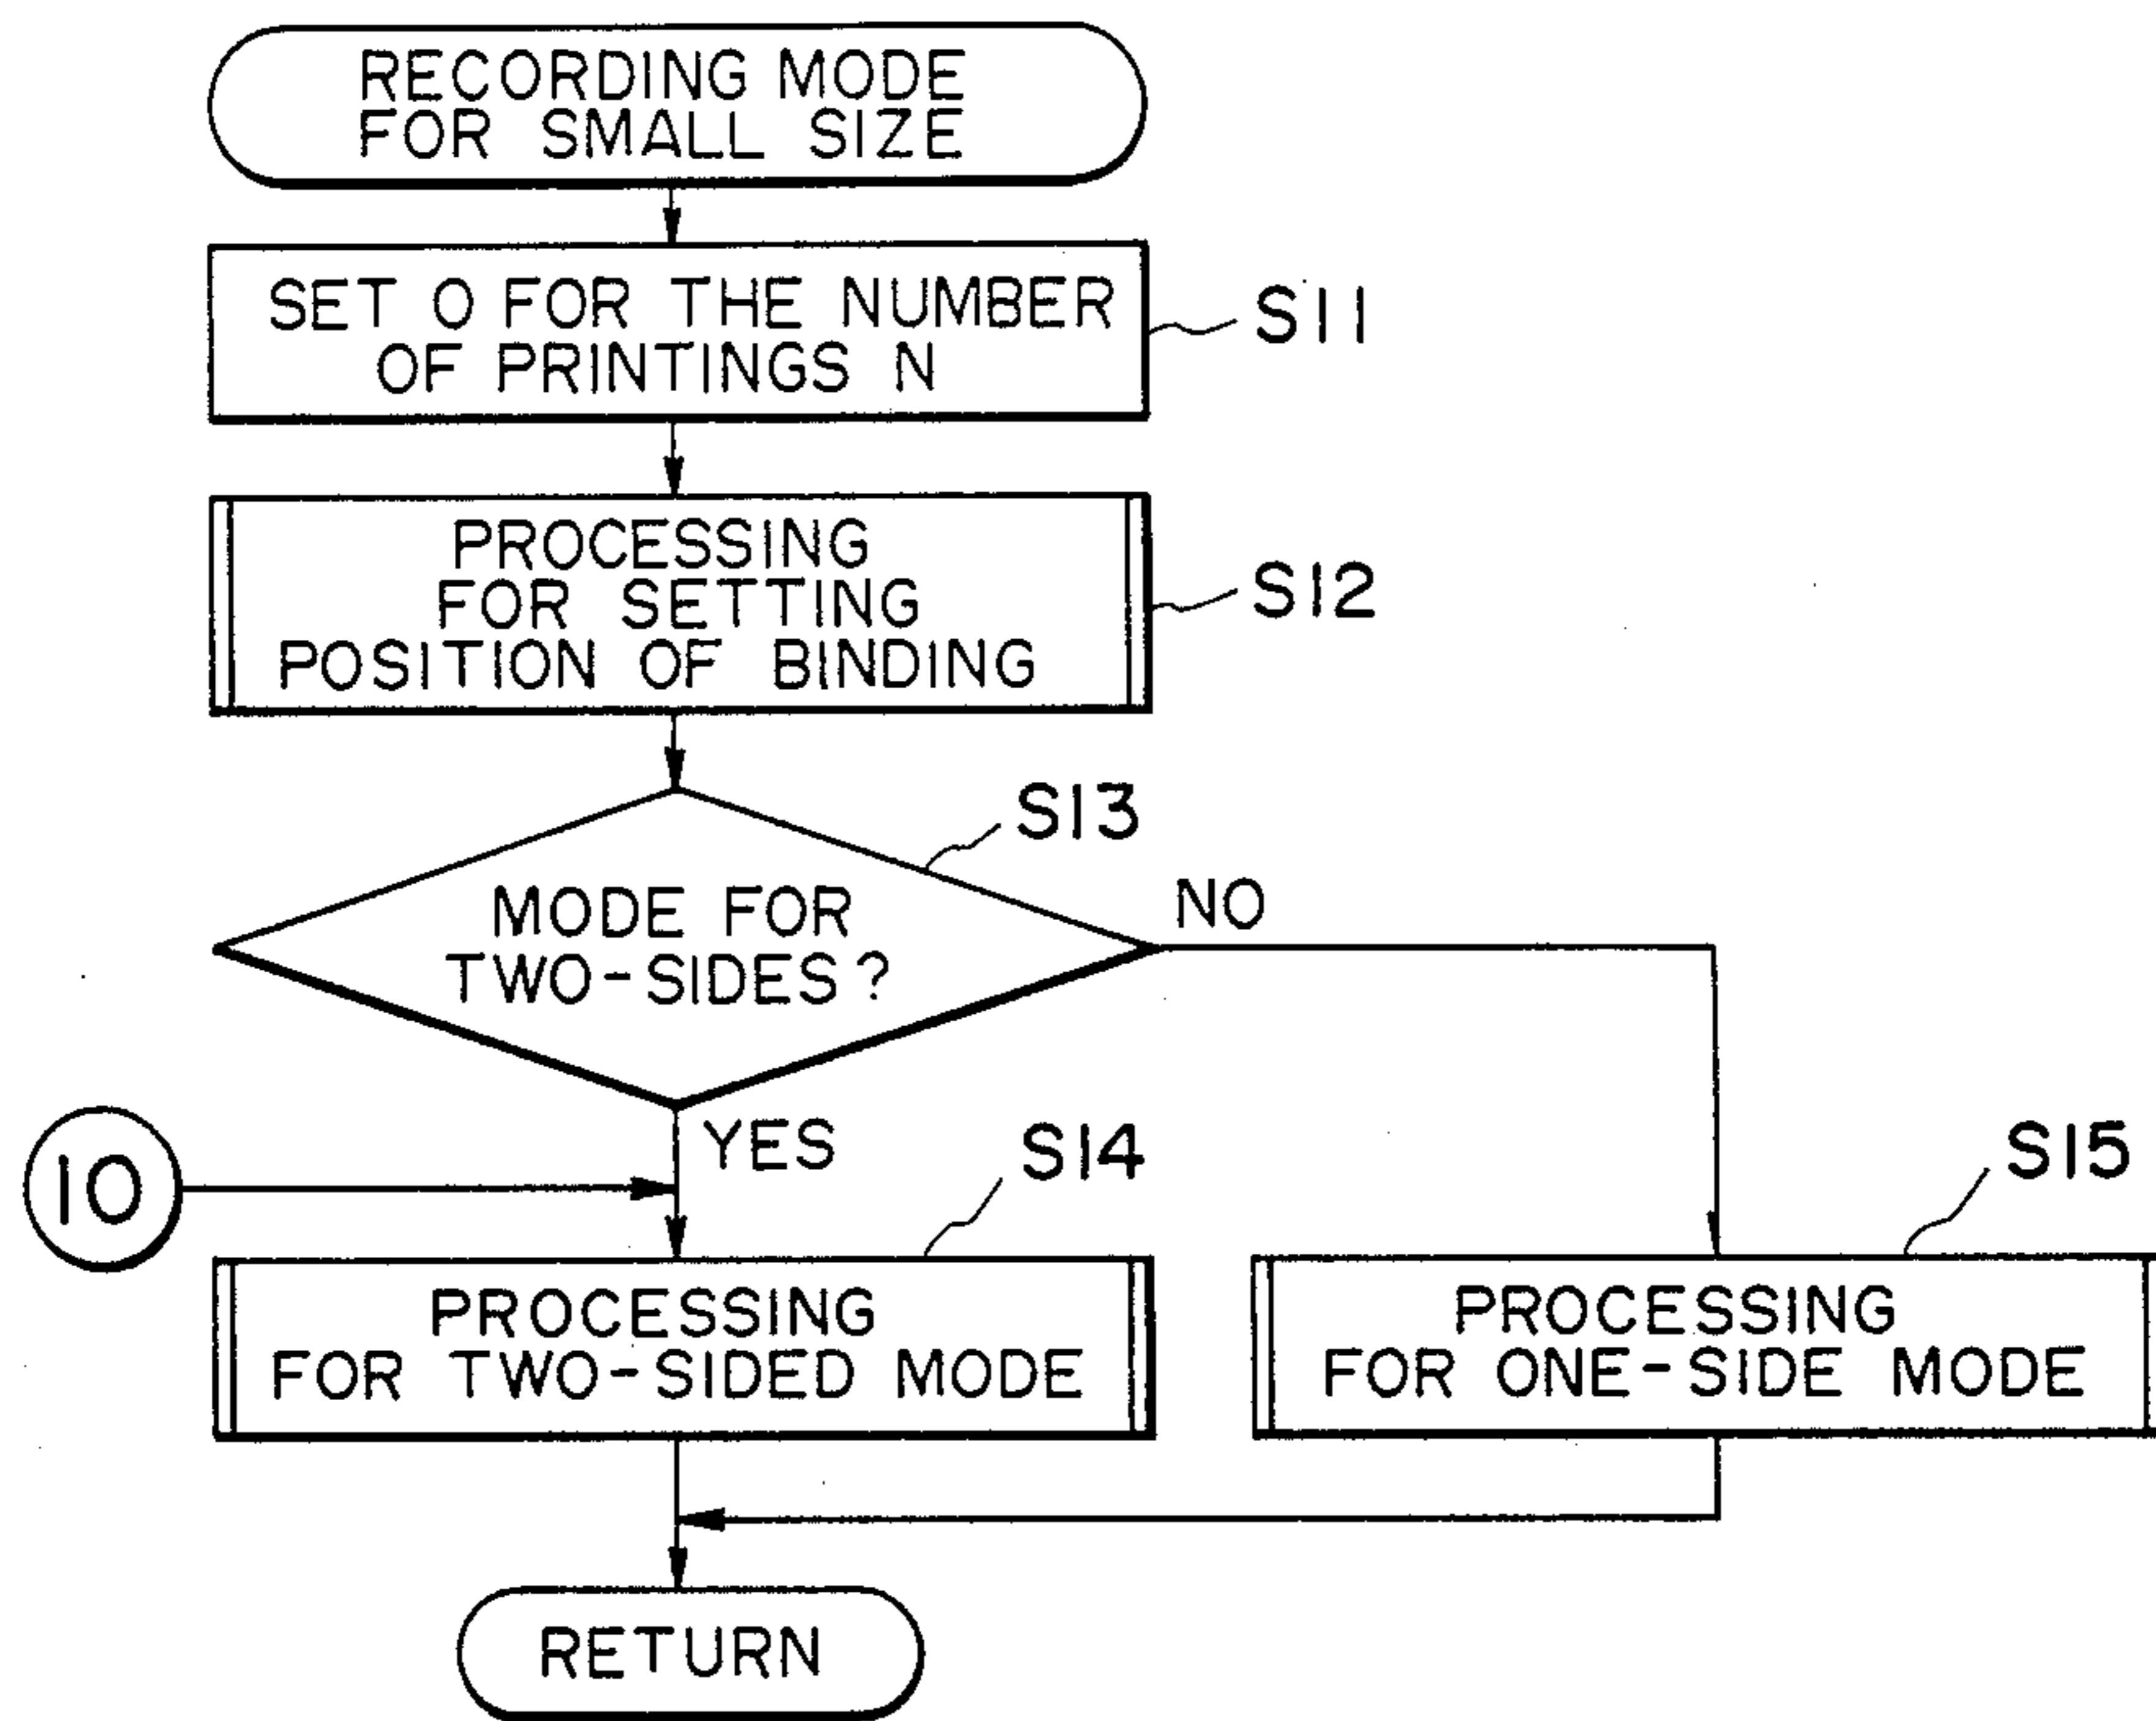 RECORDING MODE
FOR SMALL SIZE
SET 0 FOR THE NUMBER
OF PRINTINGS N
S11
PROCESSING
FOR SETTING
POSITION OF BINDING
S12
S13
MODE FOR
TWO-SIDES?
NO
YES
10
S14
S15
PROCESSING
FOR TWO-SIDED MODE
PROCESSING
FOR ONE-SIDE MODE
RETURN